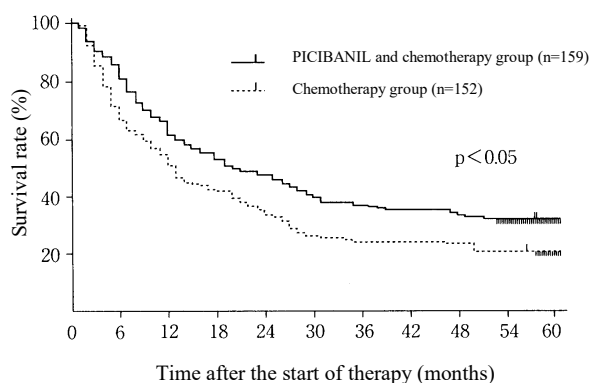 100
80
60
40
20
Survival rate (%)
PICIBANIL and chemotherapy group (n=159)
Chemotherapy group (n=152)
p<0.05
0 6 12 18 24 30 36 42 48 54 60
Time after the start of therapy (months)